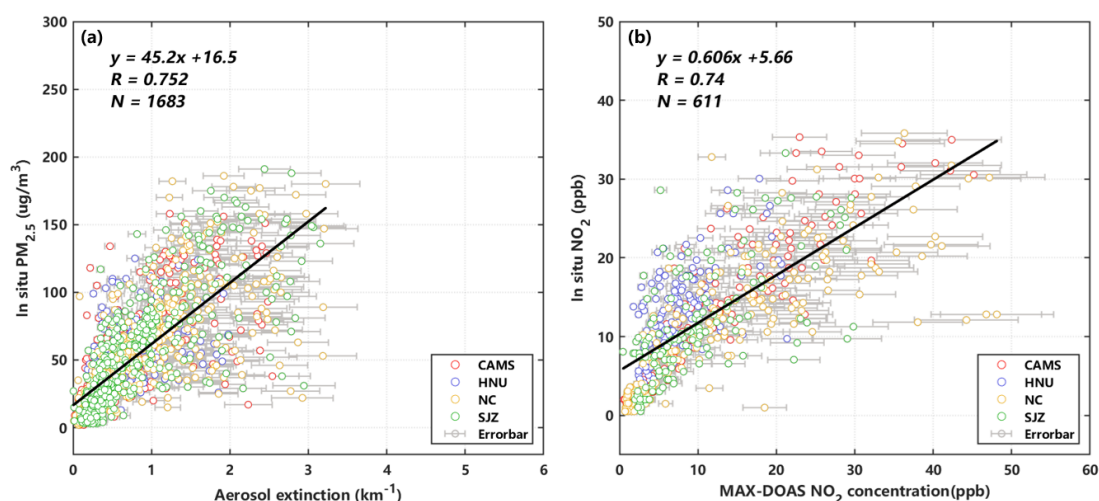 (a)
y = 45.2x +16.5
R = 0.752
N = 1683
300
250
200
150
100
50
0
In situ PM2.5 (ug/m3)
0 1 2 3 4 5 6
Aerosol extinction (km-1)
CAMS
HNU
NC
SJZ
Errorbar
(b)
y = 0.606x +5.66
R = 0.74
N = 611
50
40
30
20
10
0
In situ NO2 (ppb)
0 10 20 30 40 50 60
MAX-DOAS NO2 concentration(ppb)
CAMS
HNU
NC
SJZ
Errorbar